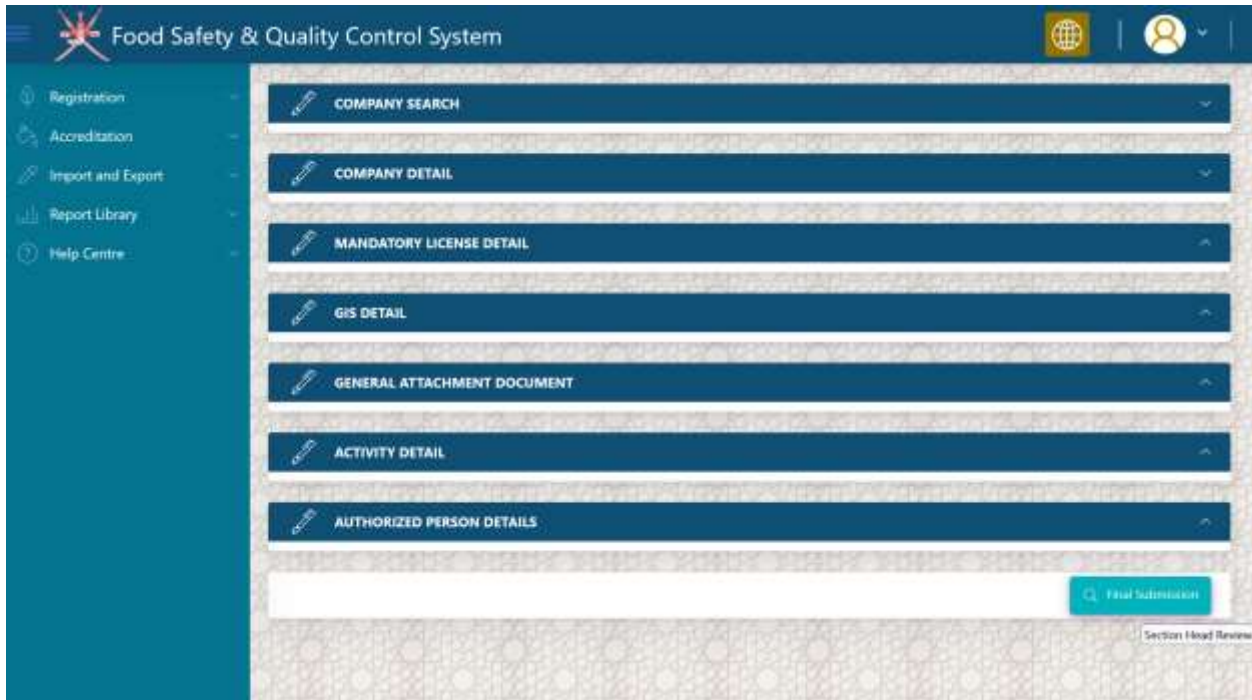 Food Safety & Quality Control System
Registration
Accreditation
Import and Export
Report Library
Help Centre
COMPANY SEARCH
COMPANY DETAIL
MANDATORY LICENSE DETAIL
GIS DETAIL
GENERAL ATTACHMENT DOCUMENT
ACTIVITY DETAIL
AUTHORIZED PERSON DETAILS
Final Submission
Section Head Review